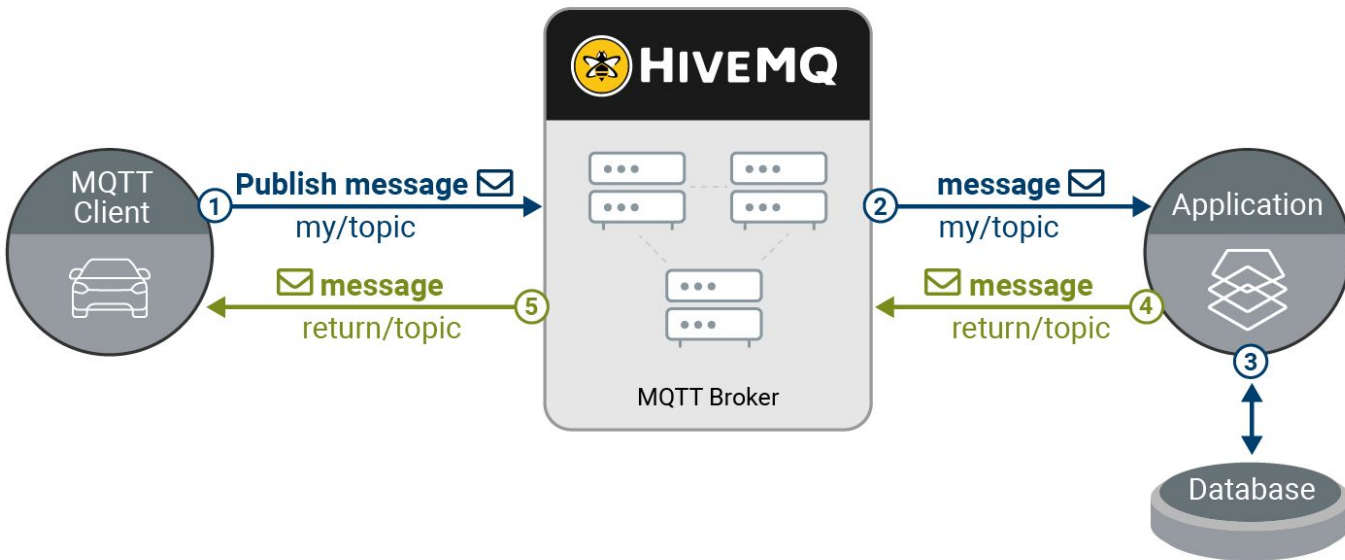 HIVEMQ
MQTT
Client
1
Publish message
my/topic
2
message
my/topic
Application
message
return/topic
5
message
return/topic
4
3
MQTT Broker
Database